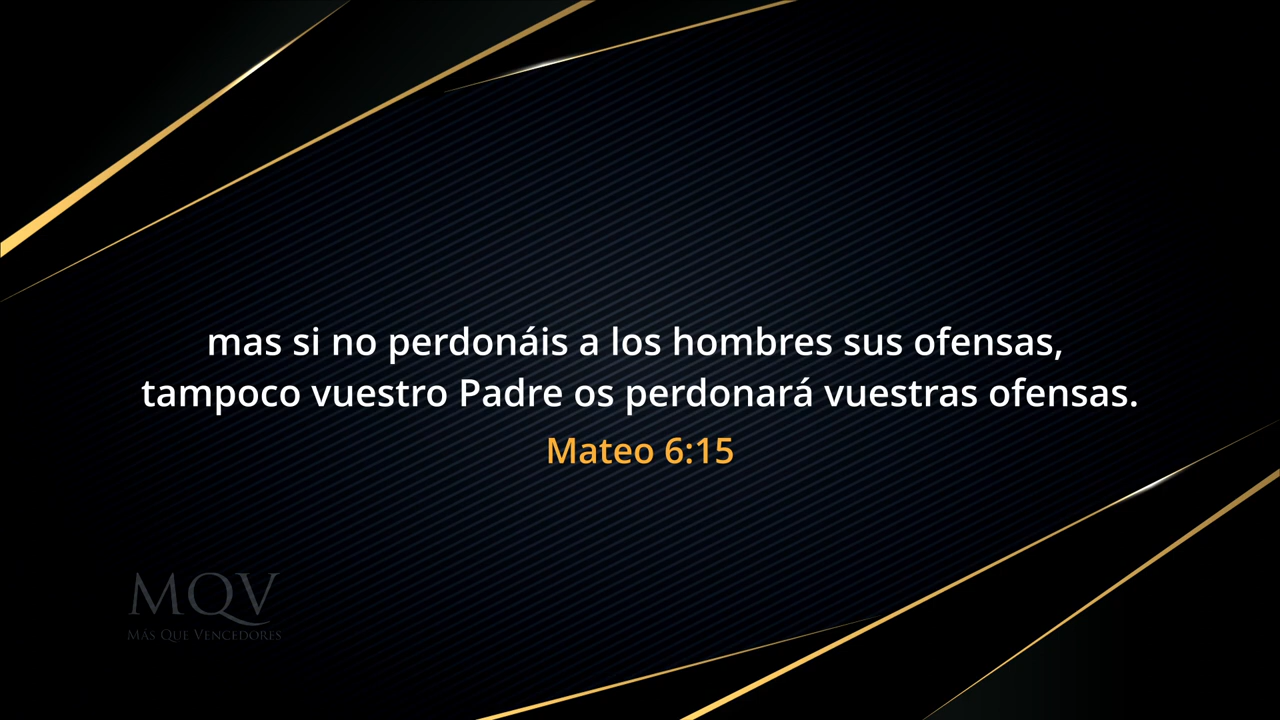 mas si no perdonáis a los hombres sus ofensas,
tampoco vuestro Padre os perdonará vuestras ofensas.
Mateo 6:15
MQV
Más Que Vencedores